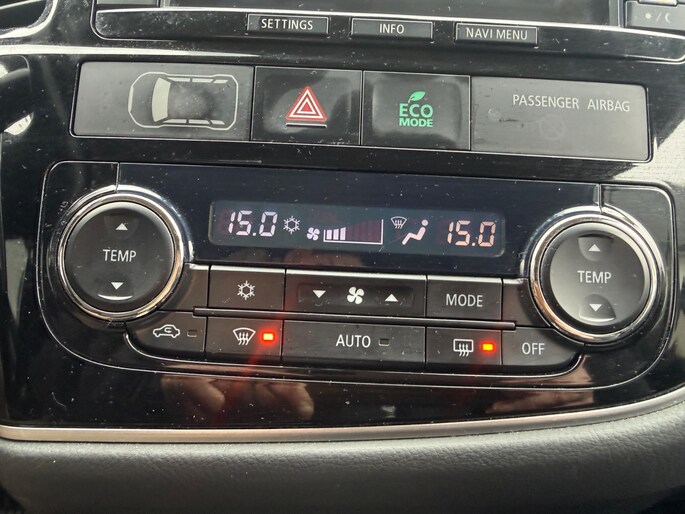 SETTINGS INFO NAVI MENU
ECO
MODE
PASSENGER AIRBAG
15.0 15.0
TEMP
TEMP
MODE
AUTO
OFF